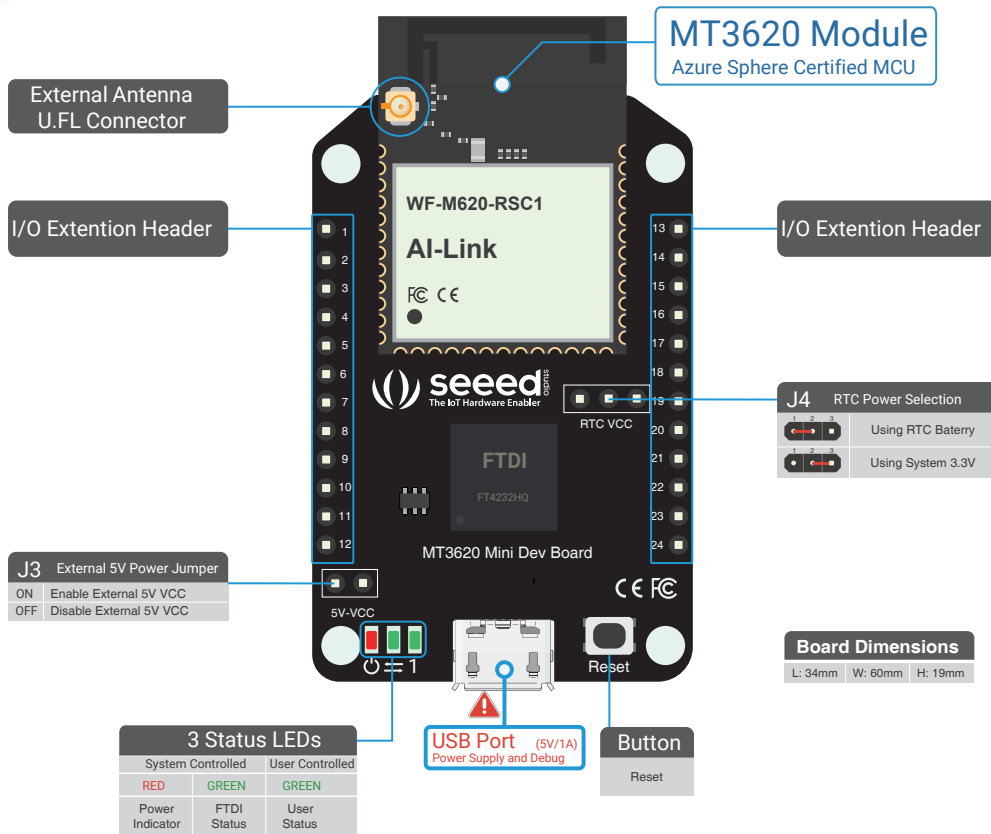 MT3620 Module
Azure Sphere Certified MCU
External Antenna
U.FL Connector
I/O Extention Header
I/O Extention Header
WF-M620-RSC1
AI-Link
FC CE
1
2
3
4
5
6
7
8
9
10
11
12
13
14
15
16
17
18
19
20
21
22
23
24
seeed
studio
The IoT Hardware Enabler
RTC VCC
J4 RTC Power Selection
1 2 3
Using RTC Baterry
1 2 3
Using System 3.3V
FTDI
FT4232HQ
MT3620 Mini Dev Board
J3 External 5V Power Jumper
ON Enable External 5V VCC
OFF Disable External 5V VCC
5V-VCC
CE FC
1
Reset
Board Dimensions
L: 34mm W: 60mm H: 19mm
3 Status LEDs
System Controlled User Controlled
RED GREEN GREEN
Power FTDI User
Indicator Status Status
USB Port (5V/1A)
Power Supply and Debug
Button
Reset